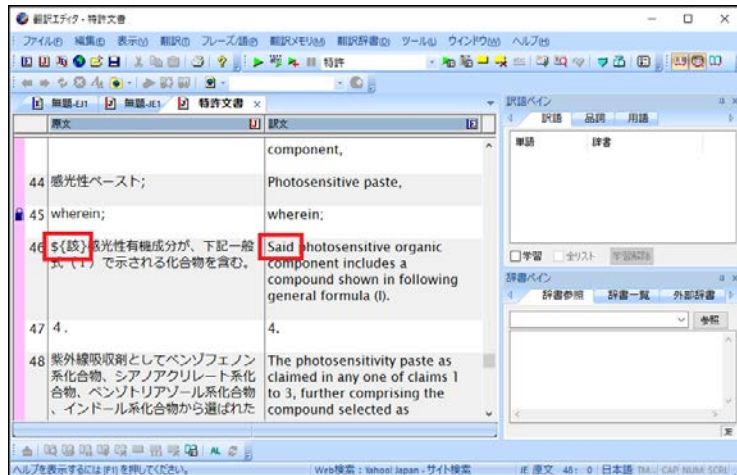 翻訳エディタ - 特許文書
ファイル(F) 編集(E) 表示(V) 翻訳(T) フレーズ/語(P) 翻訳メモリ(M) 翻訳辞書(D) ツール(L) ウインドウ(W) ヘルプ(H)
特許
無題-EJ1 無題-JE1 特許文書 ×
原文 J 訳文 E
component,
44 感光性ペースト; Photosensitive paste,
45 wherein; wherein;
46 ${該}感光性有機成分が、下記一般 Said photosensitive organic
式(I)で示される化合物を含む。 component includes a
compound shown in following
general formula (I).
47 4. 4.
48 紫外線吸収剤としてベンゾフェノン The photosensitivity paste as
系化合物、シアノアクリレート系化 claimed in any one of claims 1
合物、ベンゾトリアゾール系化合物 to 3, further comprising the
、インドール系化合物から選ばれた compound selected as
訳語ペイン
訳語 品詞 用語
単語 辞書
学習 全リスト 学習解除
辞書ペイン
辞書参照 辞書一覧 外部辞書
参照
JE
ヘルプを表示するには [F1] を押してください。 Web検索:Yahoo! Japan - サイト検索 JE 原文 48: 0 日本語 CAP NUM SCRL